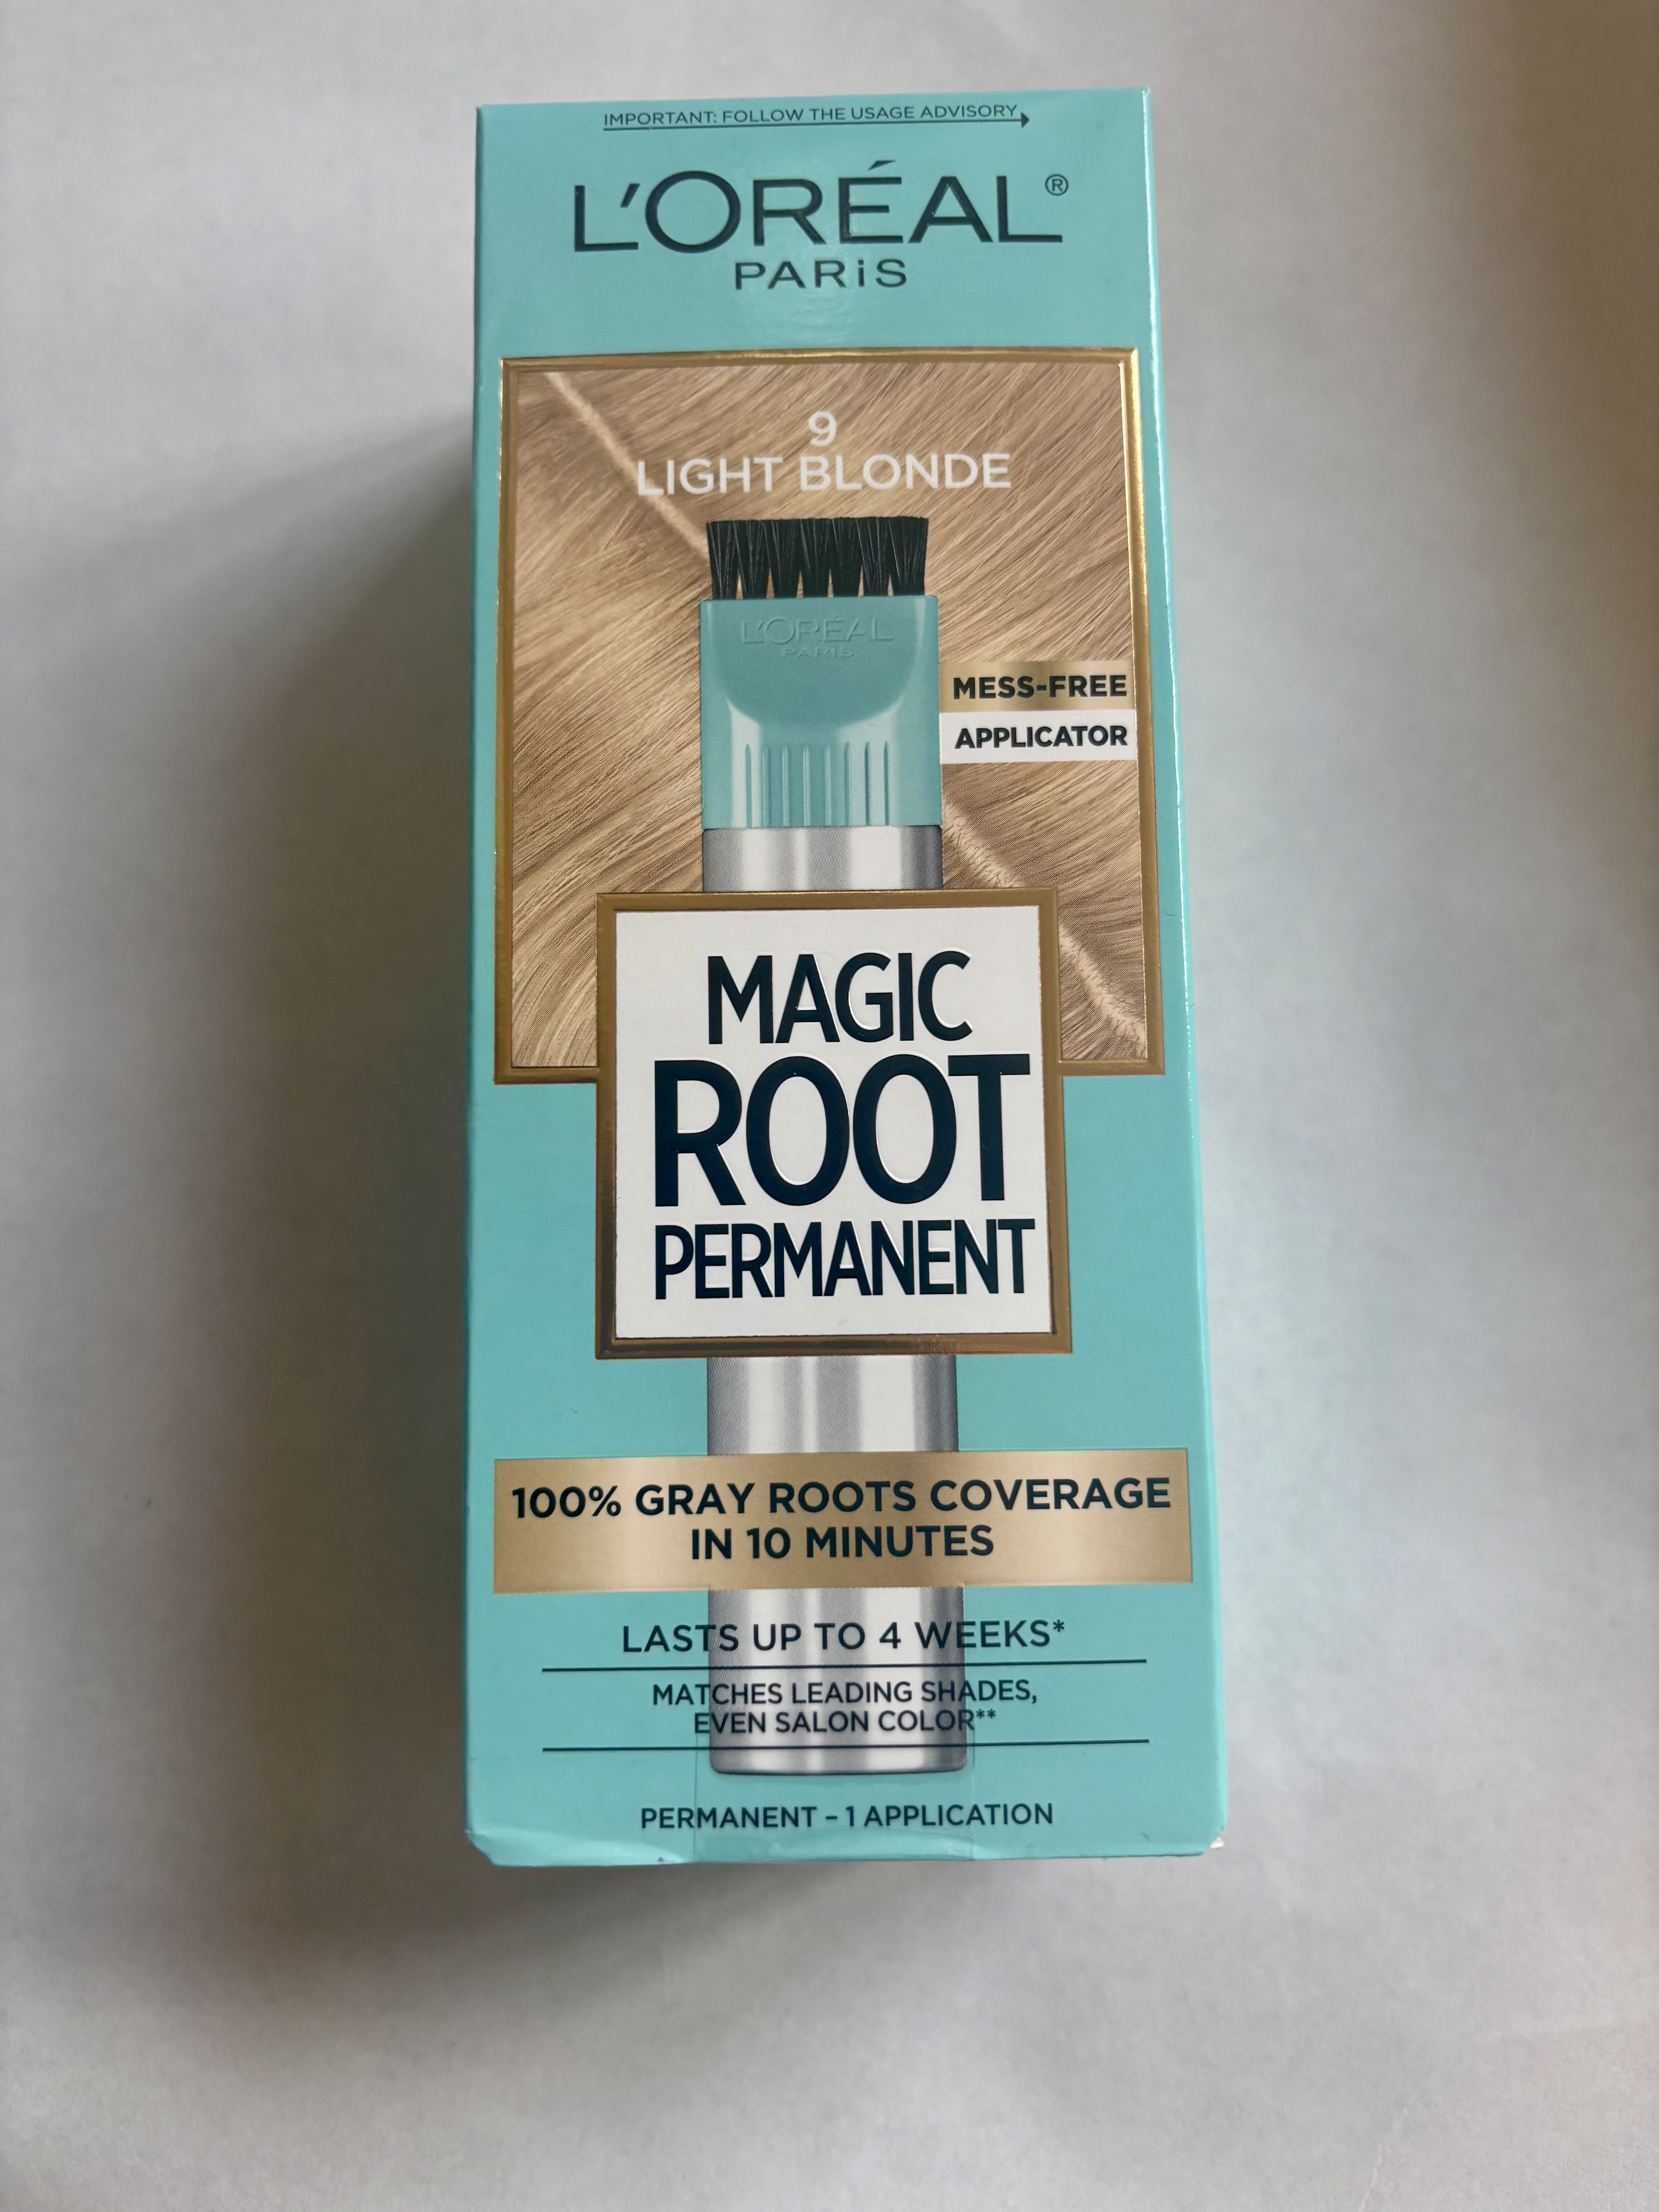 IMPORTANT: FOLLOW THE USAGE ADVISORY
L'ORÉAL®
PARiS
9
LIGHT BLONDE
L'ORÉAL
PARIS
MESS-FREE
APPLICATOR
MAGIC
ROOT
PERMANENT
100% GRAY ROOTS COVERAGE
IN 10 MINUTES
LASTS UP TO 4 WEEKS*
MATCHES LEADING SHADES,
EVEN SALON COLOR**
PERMANENT – 1 APPLICATION